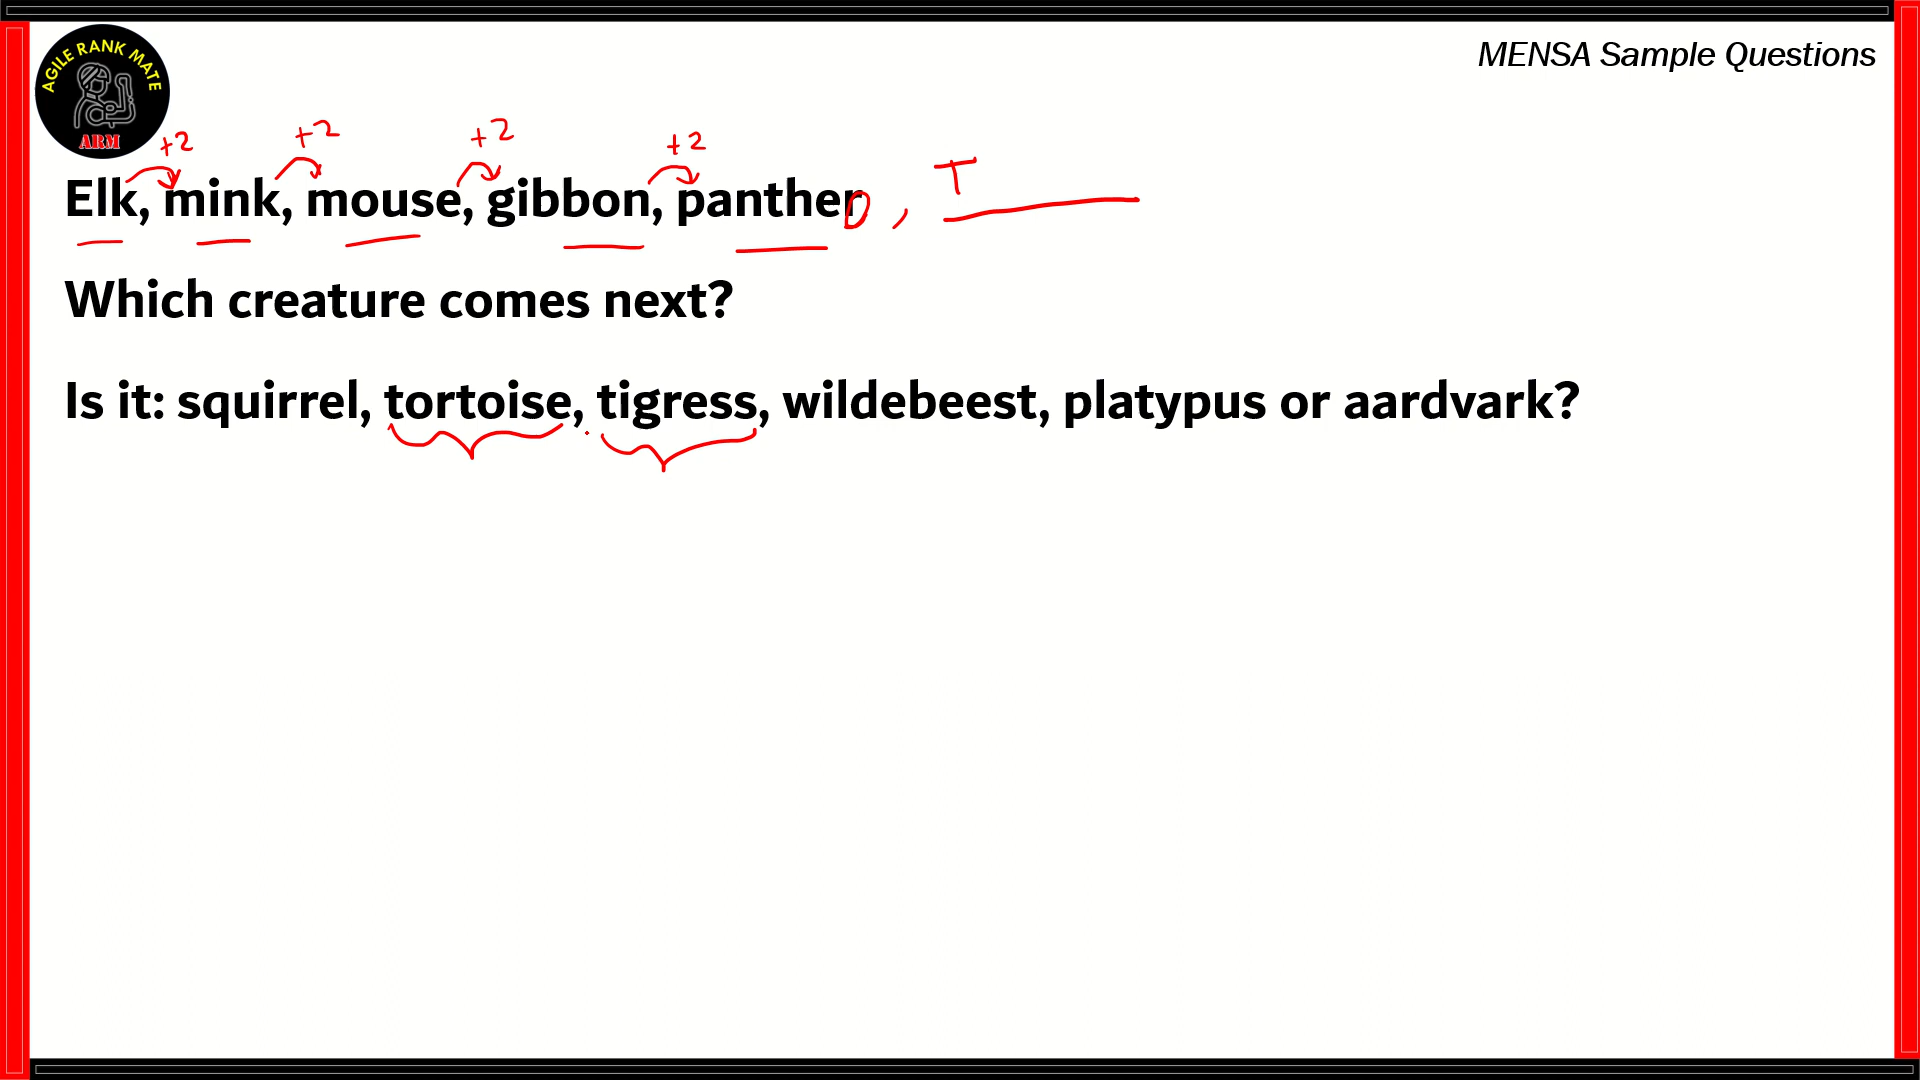 MENSA Sample Questions
AGILE RANK MATE
ARM
+2 +2 +2 +2
Elk, mink, mouse, gibbon, panther, T
Which creature comes next?
Is it: squirrel, tortoise, tigress, wildebeest, platypus or aardvark?